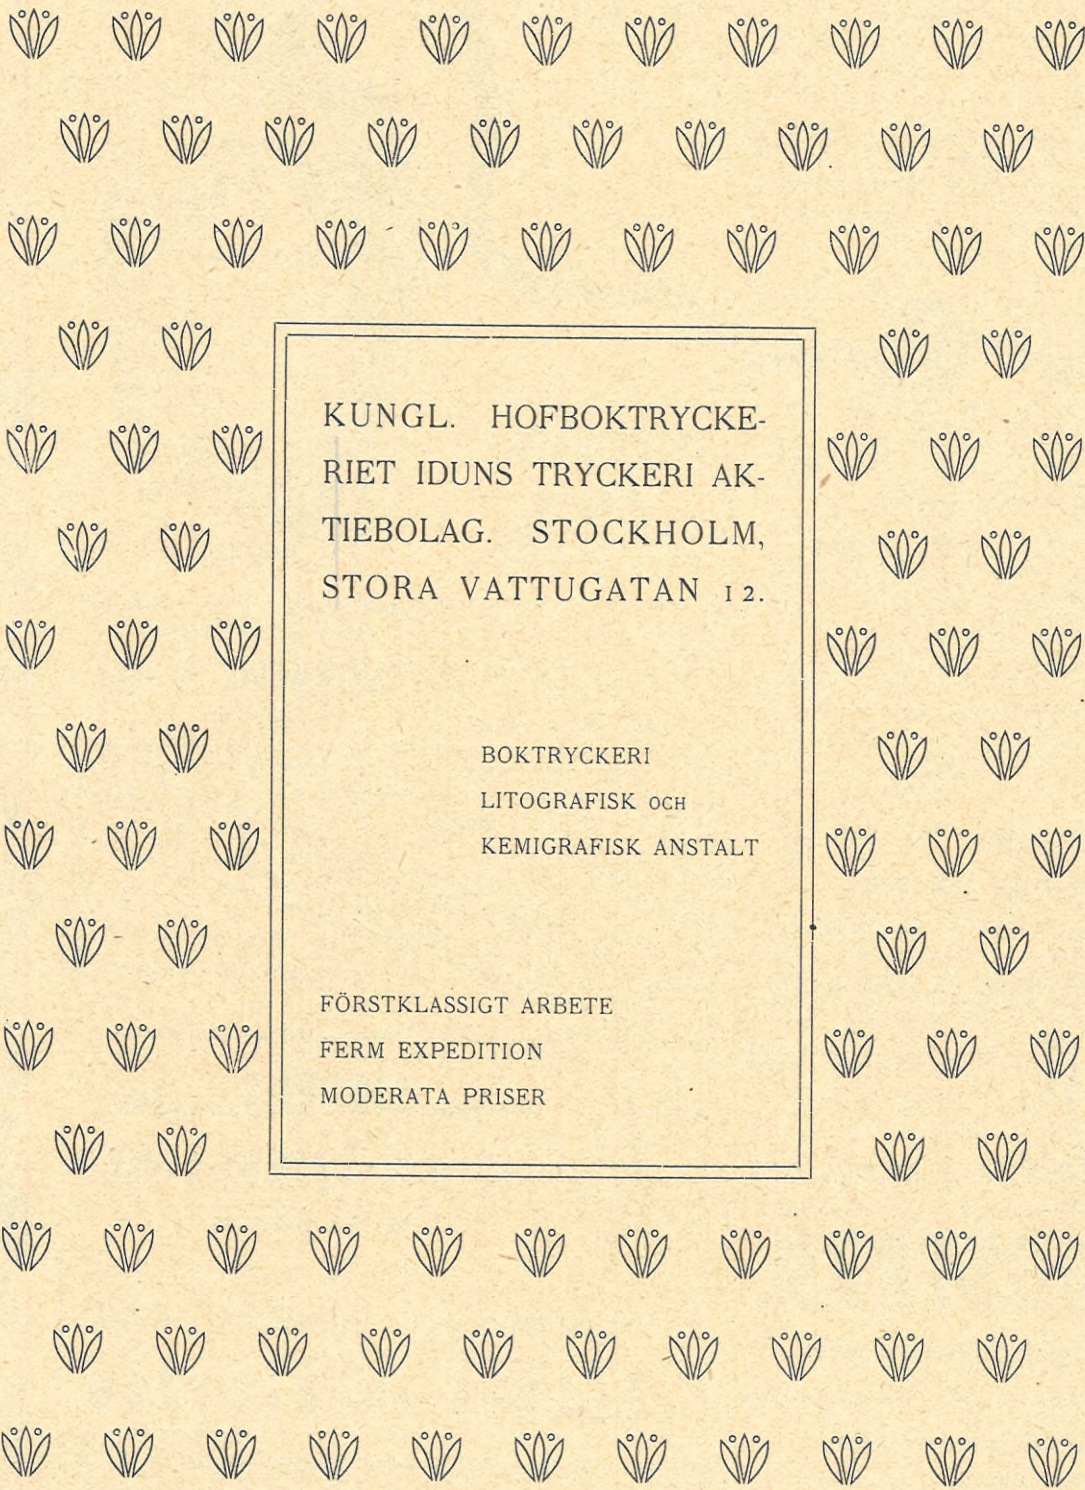 KUNGL. HOFBOKTRYCKE-
RIET IDUNS TRYCKERI AK-
TIEBOLAG. STOCKHOLM,
STORA VATTUGATAN 12.
BOKTRYCKERI
LITOGRAFISK OCH
KEMIGRAFISK ANSTALT
FÖRSTKLASSIGT ARBETE
FERM EXPEDITION
MODERATA PRISER